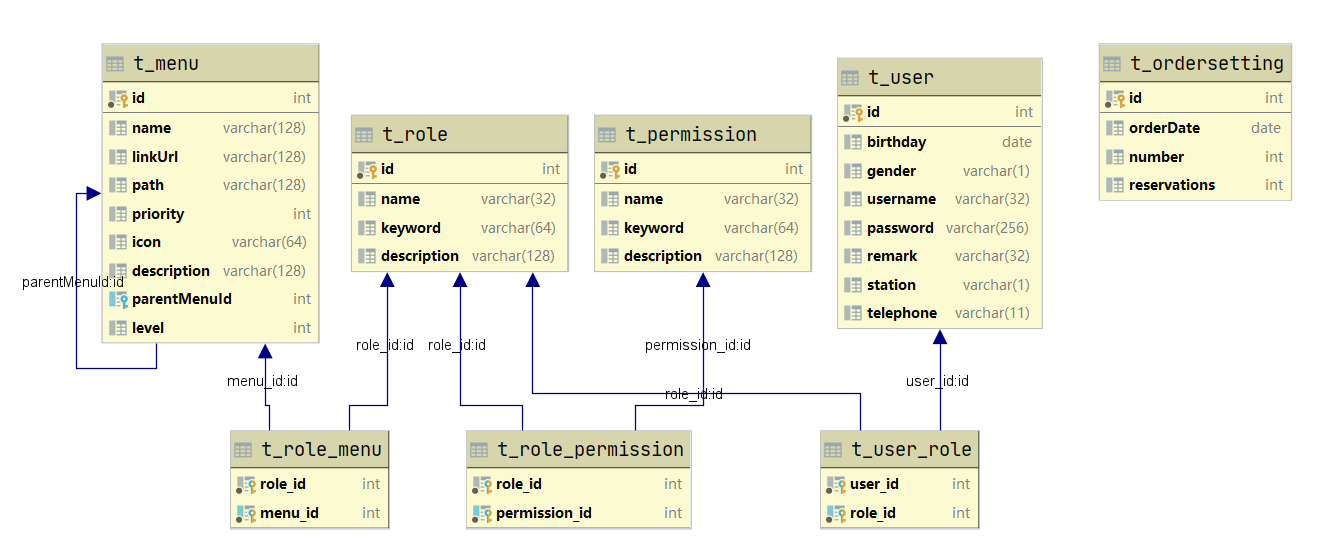 t_menu
id int
name varchar(128)
linkUrl varchar(128)
path varchar(128)
priority int
icon varchar(64)
description varchar(128)
parentMenuId int
level int
t_role
id int
name varchar(32)
keyword varchar(64)
description varchar(128)
t_permission
id int
name varchar(32)
keyword varchar(64)
description varchar(128)
t_user
id int
birthday date
gender varchar(1)
username varchar(32)
password varchar(256)
remark varchar(32)
station varchar(1)
telephone varchar(11)
t_ordersetting
id int
orderDate date
number int
reservations int
parentMenuId:id
menu_id:id
role_id:id
role_id:id
permission_id:id
role_id:id
user_id:id
t_role_menu
role_id int
menu_id int
t_role_permission
role_id int
permission_id int
t_user_role
user_id int
role_id int